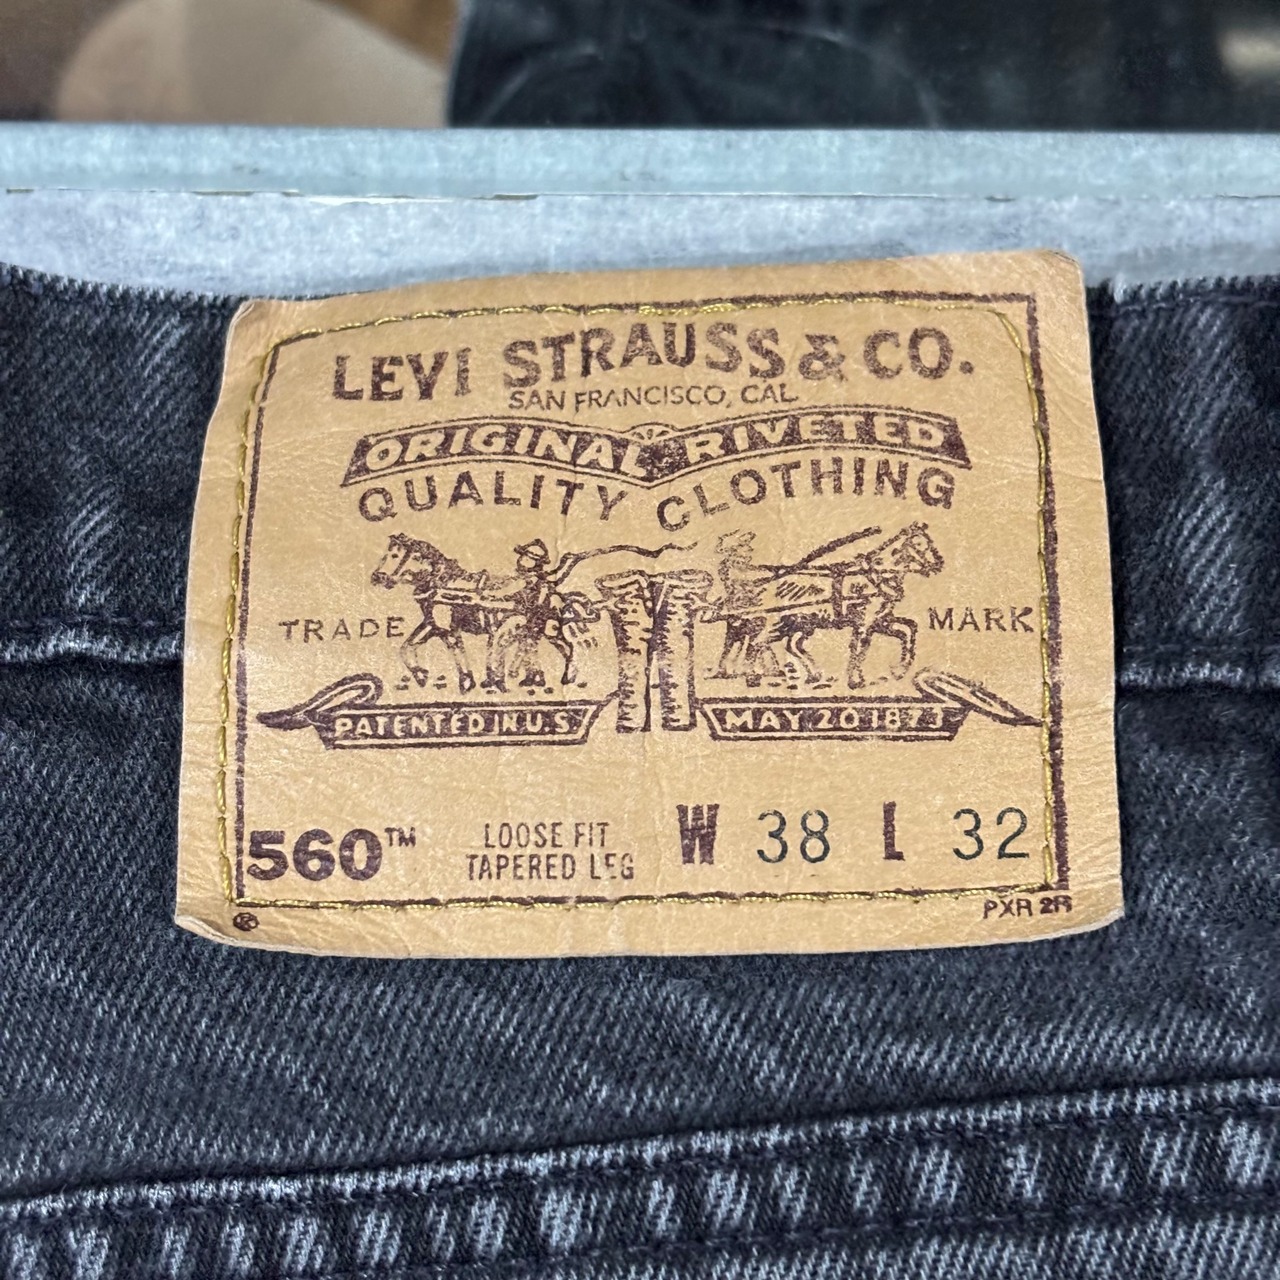 LEVI STRAUSS & CO.
SAN FRANCISCO, CAL.
ORIGINAL RIVETED
QUALITY CLOTHING
TRADE MARK
PATENTED IN U.S. MAY 20 1873
560™ LOOSE FIT W 38 L 32
TAPERED LEG
® PXR 2R